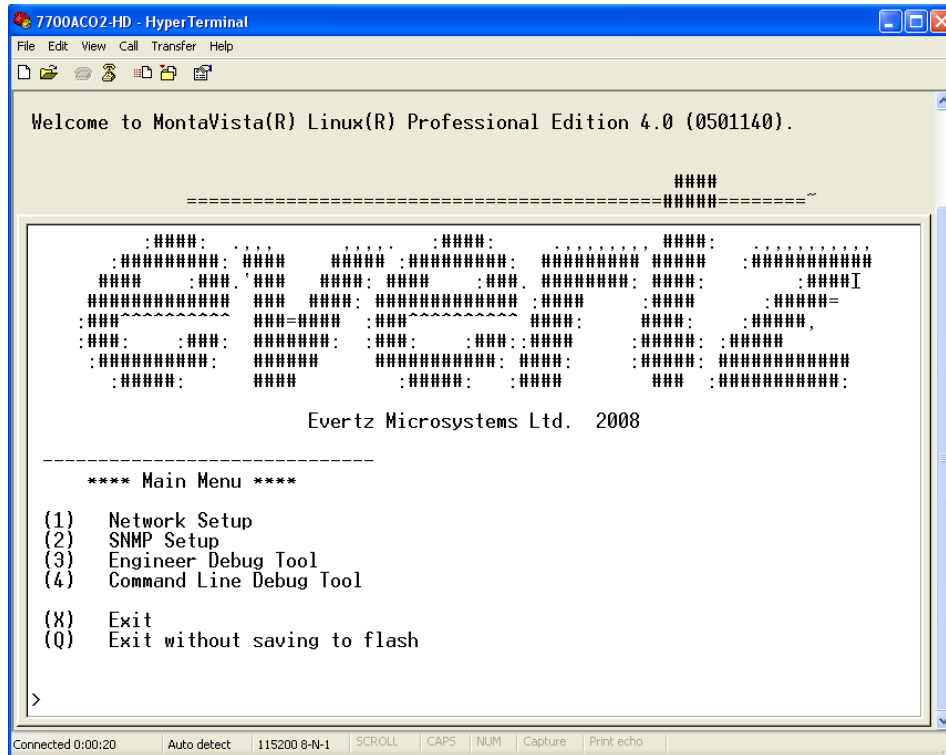 7700ACO2-HD - HyperTerminal
File Edit View Call Transfer Help
Welcome to MontaVista(R) Linux(R) Professional Edition 4.0 (0501140).
evertz
Evertz Microsystems Ltd. 2008
**** Main Menu ****
(1) Network Setup
(2) SNMP Setup
(3) Engineer Debug Tool
(4) Command Line Debug Tool
(X) Exit
(Q) Exit without saving to flash
>
Connected 0:00:20 Auto detect 115200 8-N-1 SCROLL CAPS NUM Capture Print echo